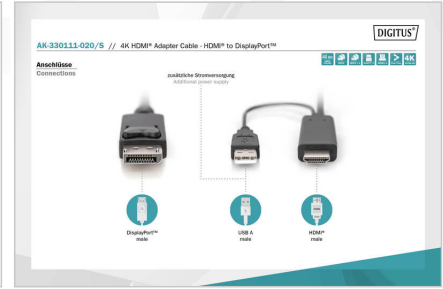 DIGITUS®
AK-330111-020/S // 4K HDMI® Adapter Cable - HDMI® to DisplayPort™
4K
Anschlüsse
Connections
zusätzliche Stromversorgung
Additional power supply
DisplayPort™
male
USB A
male
HDMI®
male